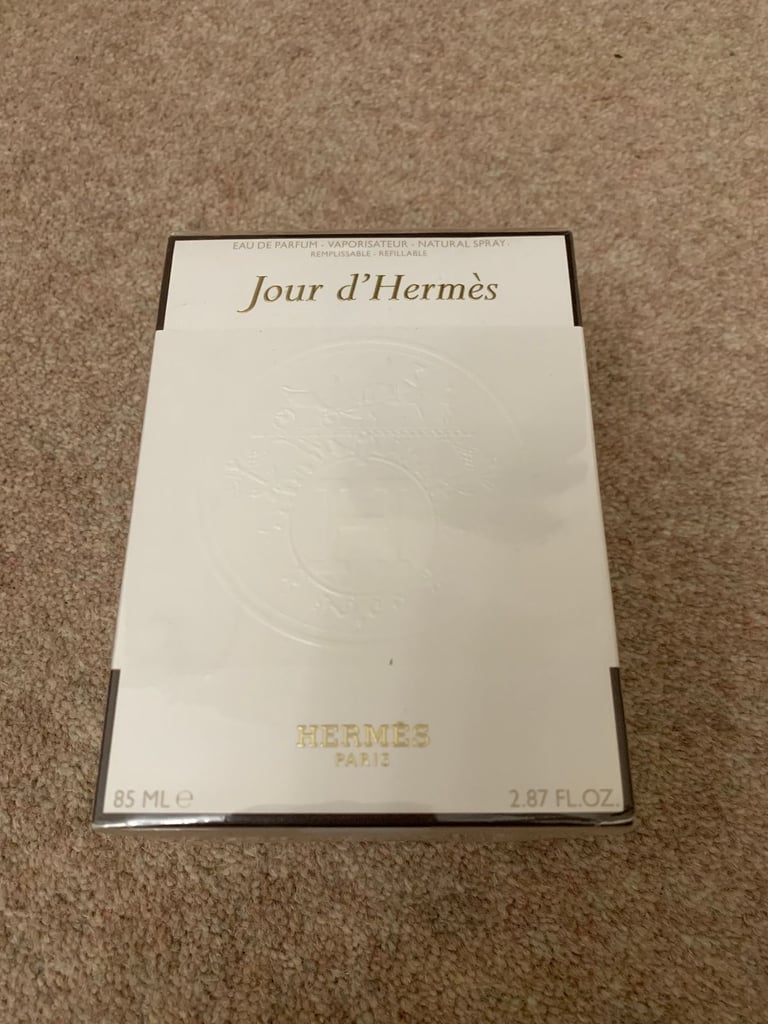 EAU DE PARFUM - VAPORISATEUR - NATURAL SPRAY
REMPLISSABLE - REFILLABLE
Jour d'Hermès
H
HERMÈS
PARIS
85 ML ℮ 2.87 FL.OZ.